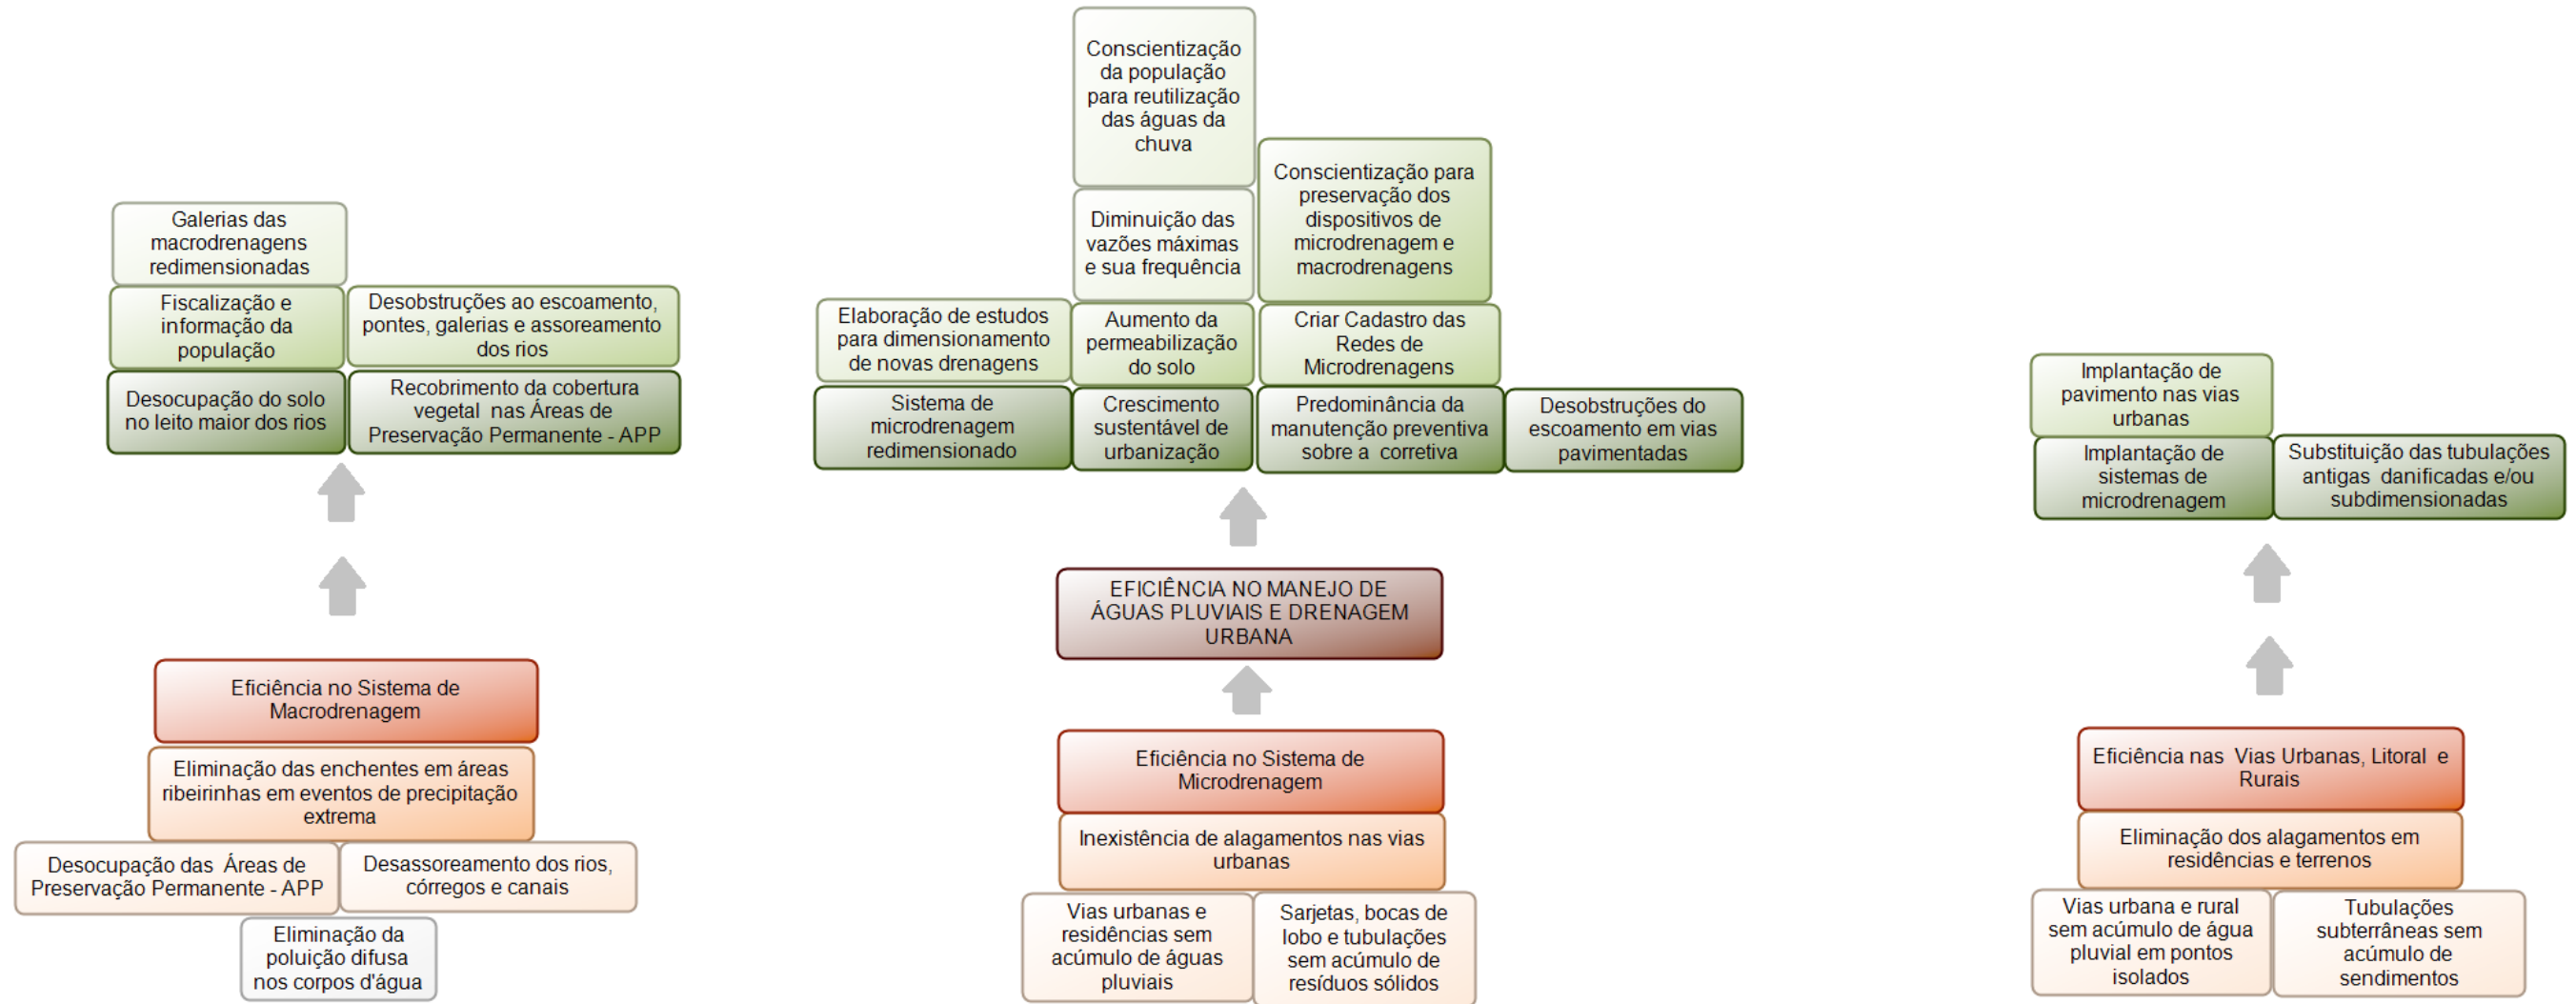 Galerias das
macrodrenagens
redimensionadas
Fiscalização e
informação da
população
Desobstruções ao escoamento,
pontes, galerias e assoreamento
dos rios
Desocupação do solo
no leito maior dos rios
Recobrimento da cobertura
vegetal nas Áreas de
Preservação Permanente - APP
Eficiência no Sistema de
Macrodrenagem
Eliminação das enchentes em áreas
ribeirinhas em eventos de precipitação
extrema
Desocupação das Áreas de
Preservação Permanente - APP
Desassoreamento dos rios,
córregos e canais
Eliminação da
poluição difusa
nos corpos d'água
Conscientização
da população
para reutilização
das águas da
chuva
Diminuição das
vazões máximas
e sua frequência
Conscientização para
preservação dos
dispositivos de
microdrenagem e
macrodrenagens
Elaboração de estudos
para dimensionamento
de novas drenagens
Aumento da
permeabilização
do solo
Criar Cadastro das
Redes de
Microdrenagens
Sistema de
microdrenagem
redimensionado
Crescimento
sustentável de
urbanização
Predominância da
manutenção preventiva
sobre a corretiva
Desobstruções do
escoamento em vias
pavimentadas
EFICIÊNCIA NO MANEJO DE
ÁGUAS PLUVIAIS E DRENAGEM
URBANA
Eficiência no Sistema de
Microdrenagem
Inexistência de alagamentos nas vias
urbanas
Vias urbanas e
residências sem
acúmulo de águas
pluviais
Sarjetas, bocas de
lobo e tubulações
sem acúmulo de
resíduos sólidos
Implantação de
pavimento nas vias
urbanas
Implantação de
sistemas de
microdrenagem
Substituição das tubulações
antigas danificadas e/ou
subdimensionadas
Eficiência nas Vias Urbanas, Litoral e
Rurais
Eliminação dos alagamentos em
residências e terrenos
Vias urbana e rural
sem acúmulo de água
pluvial em pontos
isolados
Tubulações
subterrâneas sem
acúmulo de
sendimentos